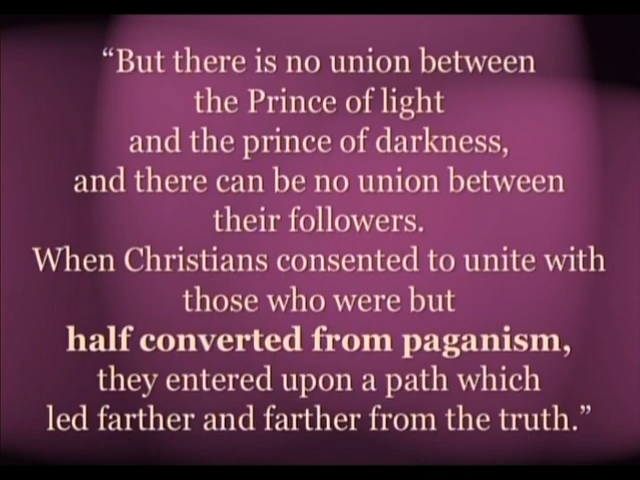 “But there is no union between
the Prince of light
and the prince of darkness,
and there can be no union between
their followers.
When Christians consented to unite with
those who were but
half converted from paganism,
they entered upon a path which
led farther and farther from the truth.”